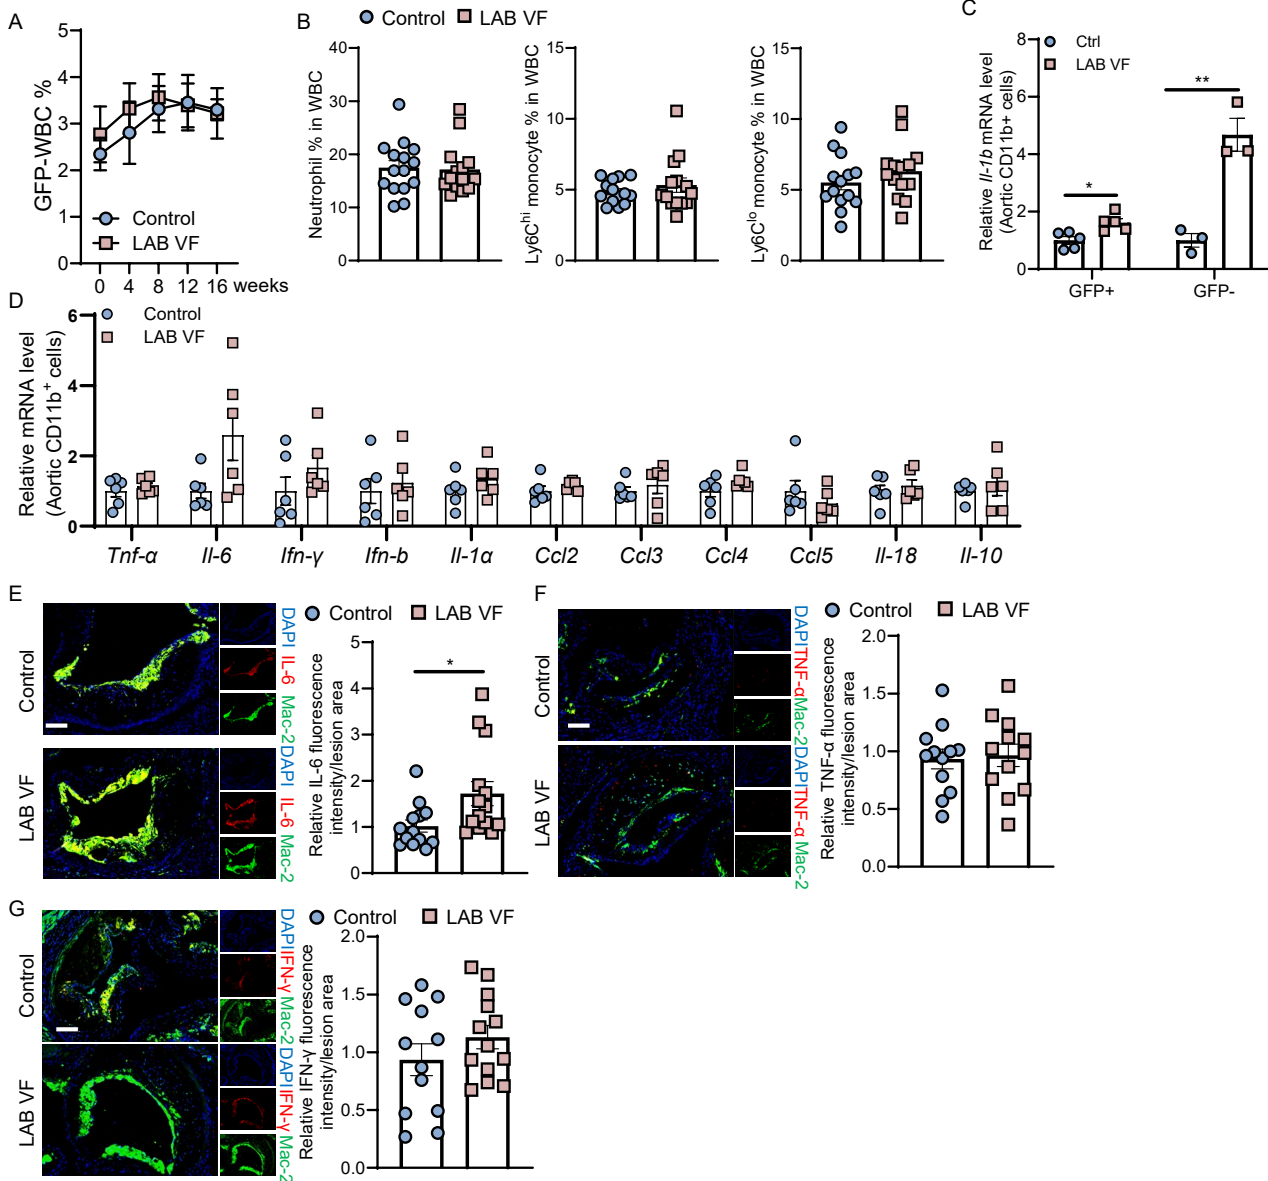 A
GFP-WBC %
5
4
3
2
1
0
Control
LAB VF
0 4 8 12 16 weeks
B
Control LAB VF
Neutrophil % in WBC
40
30
20
10
0
Ly6Chi monocyte % in WBC
15
10
5
0
Ly6Clo monocyte % in WBC
15
10
5
0
C
Relative Il-1b mRNA level
(Aortic CD11b+ cells)
8
6
4
2
0
Ctrl
LAB VF
*
**
GFP+ GFP-
D
Relative mRNA level
(Aortic CD11b+ cells)
6
4
2
0
Control
LAB VF
Tnf-α Il-6 Ifn-γ Ifn-b Il-1α Ccl2 Ccl3 Ccl4 Ccl5 Il-18 Il-10
E
Control
LAB VF
DAPI IL-6 Mac-2
DAPI IL-6 Mac-2
Control LAB VF
Relative IL-6 fluorescence
intensity/lesion area
5
4
3
2
1
0
*
F
Control
LAB VF
DAPI TNF-α Mac-2
DAPI TNF-α Mac-2
Control LAB VF
Relative TNF-α fluorescence
intensity/lesion area
2.0
1.5
1.0
0.5
0.0
G
Control
LAB VF
DAPI IFN-γ Mac-2
DAPI IFN-γ Mac-2
Control LAB VF
Relative IFN-γ fluorescence
intensity/lesion area
2.0
1.5
1.0
0.5
0.0